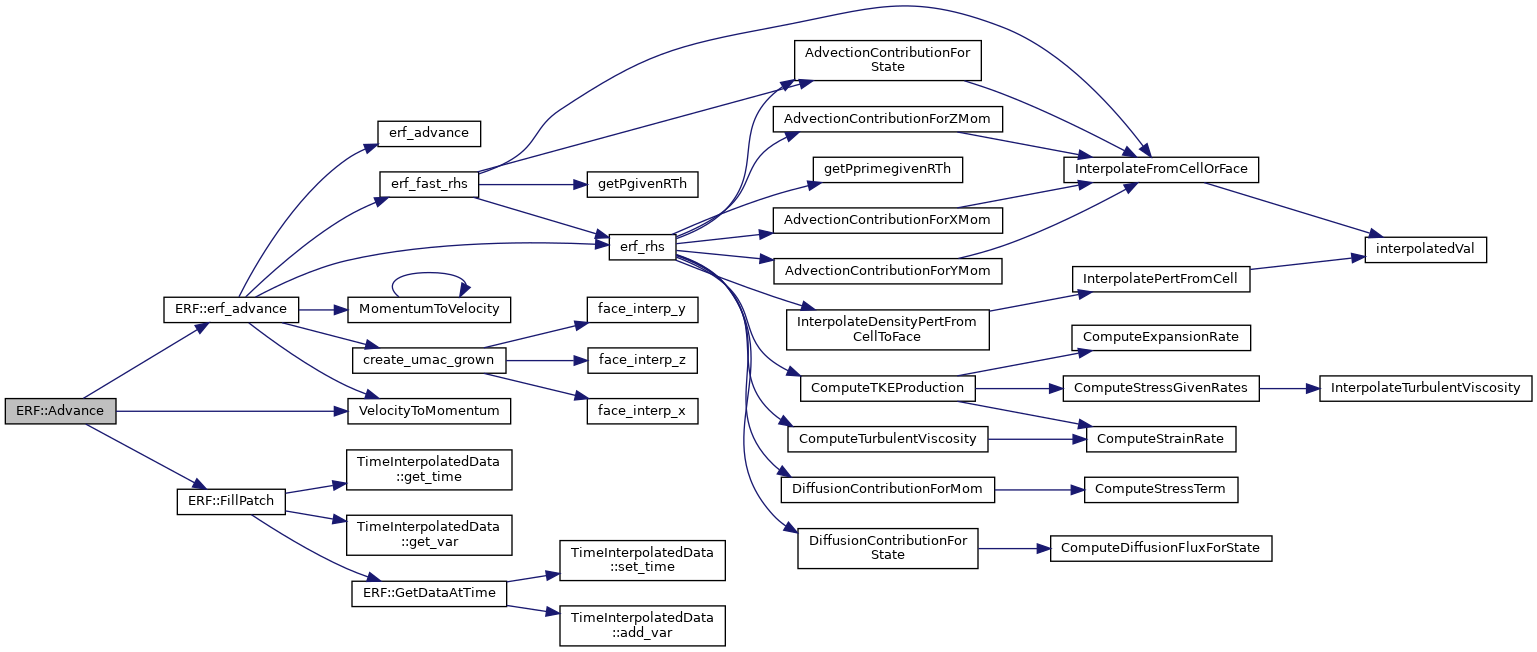 ERF::Advance
ERF::erf_advance
erf_advance
erf_fast_rhs
getPgivenRTh
erf_rhs
AdvectionContributionFor
State
AdvectionContributionForZMom
getPprimegivenRTh
AdvectionContributionForXMom
AdvectionContributionForYMom
InterpolateDensityPertFrom
CellToFace
ComputeTKEProduction
ComputeTurbulentViscosity
DiffusionContributionForMom
DiffusionContributionFor
State
InterpolateFromCellOrFace
interpolatedVal
InterpolatePertFromCell
ComputeExpansionRate
ComputeStressGivenRates
InterpolateTurbulentViscosity
ComputeStrainRate
ComputeStressTerm
ComputeDiffusionFluxForState
MomentumToVelocity
create_umac_grown
face_interp_y
face_interp_z
face_interp_x
VelocityToMomentum
ERF::FillPatch
TimeInterpolatedData
::get_time
TimeInterpolatedData
::get_var
ERF::GetDataAtTime
TimeInterpolatedData
::set_time
TimeInterpolatedData
::add_var